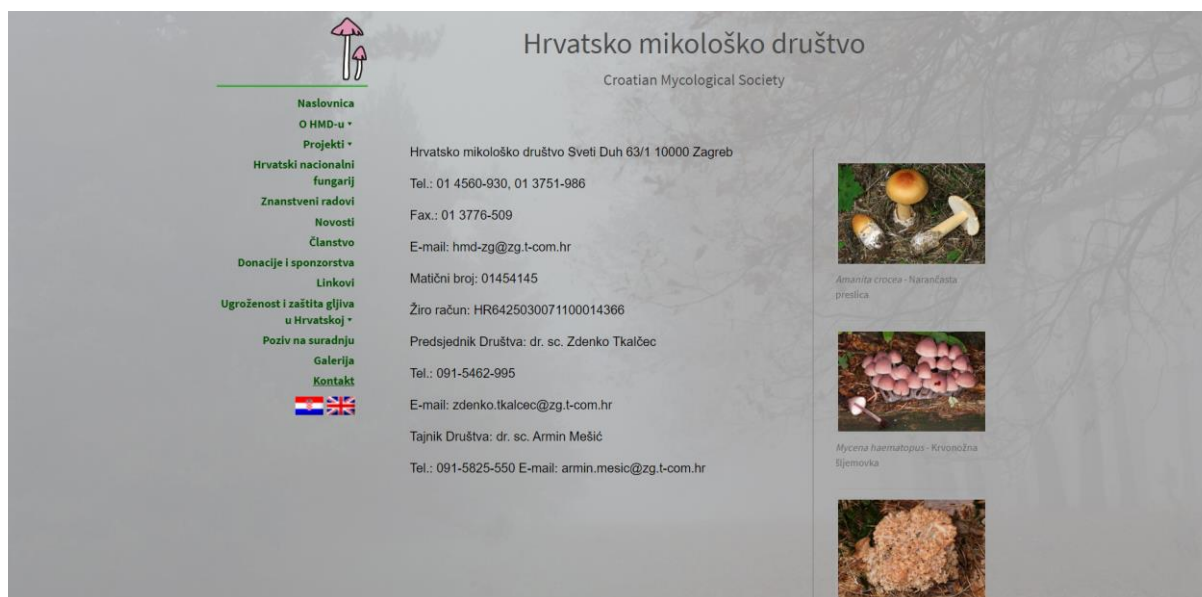 Hrvatsko mikološko društvo
Croatian Mycological Society
Naslovnica
O HMD-u
Projekti
Hrvatski nacionalni
fungarij
Znanstveni radovi
Novosti
Članstvo
Donacije i sponzorstva
Linkovi
Ugroženost i zaštita gljiva
u Hrvatskoj
Poziv na suradnju
Galerija
Kontakt
Hrvatsko mikološko društvo Sveti Duh 63/1 10000 Zagreb
Tel.: 01 4560-930, 01 3751-986
Fax.: 01 3776-509
E-mail: hmd-zg@zg.t-com.hr
Matični broj: 01454145
Žiro račun: HR6425030071100014366
Predsjednik Društva: dr. sc. Zdenko Tkalčec
Tel.: 091-5462-995
E-mail: zdenko.tkalcec@zg.t-com.hr
Tajnik Društva: dr. sc. Armin Mešić
Tel.: 091-5825-550 E-mail: armin.mesic@zg.t-com.hr
Amanita crocea - Narančasta
preslica
Mycena haematopus - Krvonožna
šljemovka